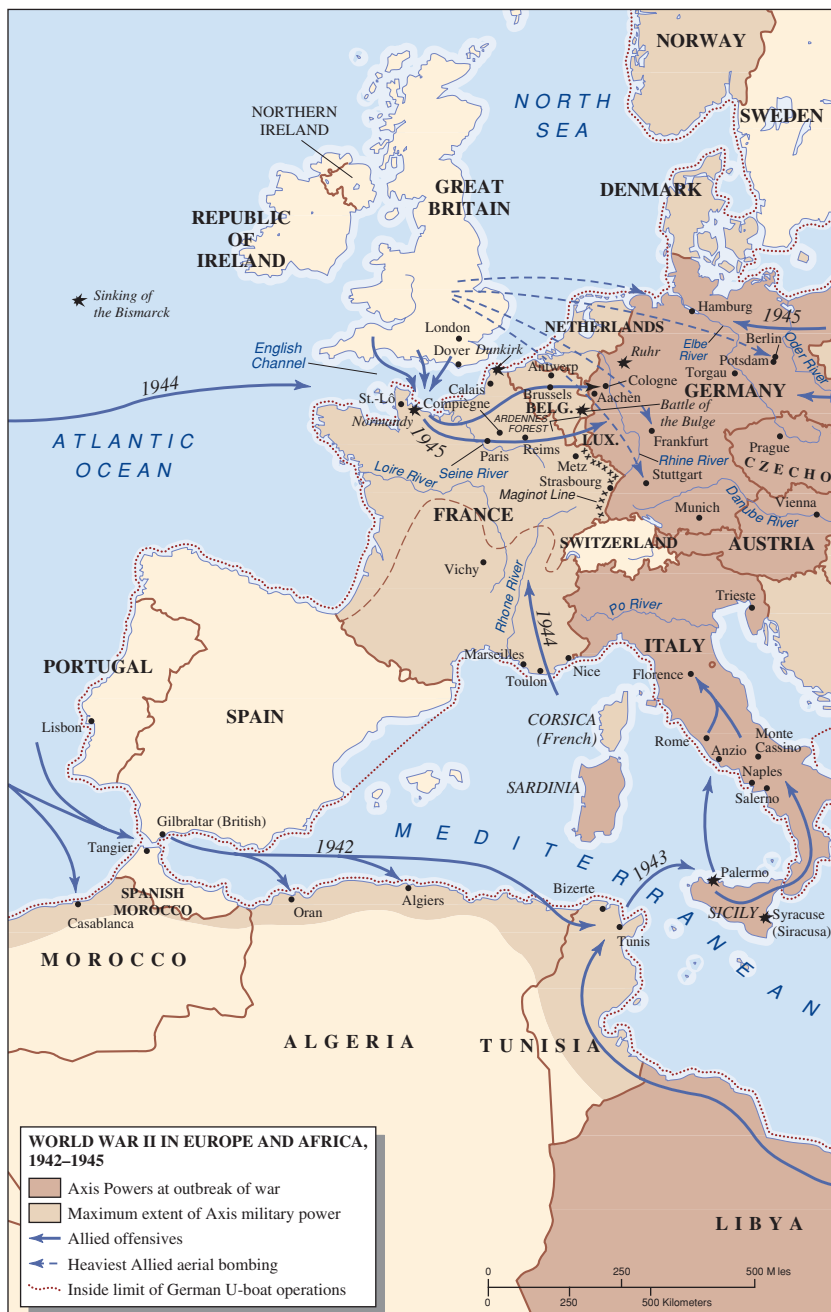 NORWAY
NORTH
SEA
SWEDEN
NORTHERN
IRELAND
GREAT
BRITAIN
DENMARK
REPUBLIC
OF
IRELAND
Sinking of
the Bismarck
Hamburg
1945
London
NETHERLANDS
Elbe
River
Berlin
Oder River
English
Channel
Dover
Dunkirk
Ruhr
Potsdam
Antwerp
Torgau
1944
Calais
Cologne
GERMANY
St.-Lô
Compiegne
Brussels
Aachen
BELG.
Normandy
ARDENNES
FOREST
Battle of
the Bulge
1945
ATLANTIC
OCEAN
Paris
Reims
LUX.
Frankfurt
Prague
Loire River
Seine River
Metz
Rhine River
CZECHO
Strasbourg
Stuttgart
Maginot Line
Danube River
Vienna
FRANCE
Munich
SWITZERLAND
AUSTRIA
Vichy
Rhone River
Trieste
Po River
1944
ITALY
Marseilles
Nice
Toulon
Florence
PORTUGAL
SPAIN
CORSICA
(French)
Lisbon
Rome
Monte
Cassino
Anzio
SARDINIA
Naples
Salerno
Gilbraltar (British)
MEDITERRANEAN
Tangier
1942
1943
Palermo
SPANISH
MOROCCO
Bizerte
Casablanca
Oran
Algiers
SICILY
Syracuse
(Siracusa)
Tunis
MOROCCO
ALGERIA
TUNISIA
WORLD WAR II IN EUROPE AND AFRICA,
1942–1945
Axis Powers at outbreak of war
Maximum extent of Axis military power
Allied offensives
Heaviest Allied aerial bombing
Inside limit of German U-boat operations
LIBYA
0 250 500 M les
0 250 500 Kilometers